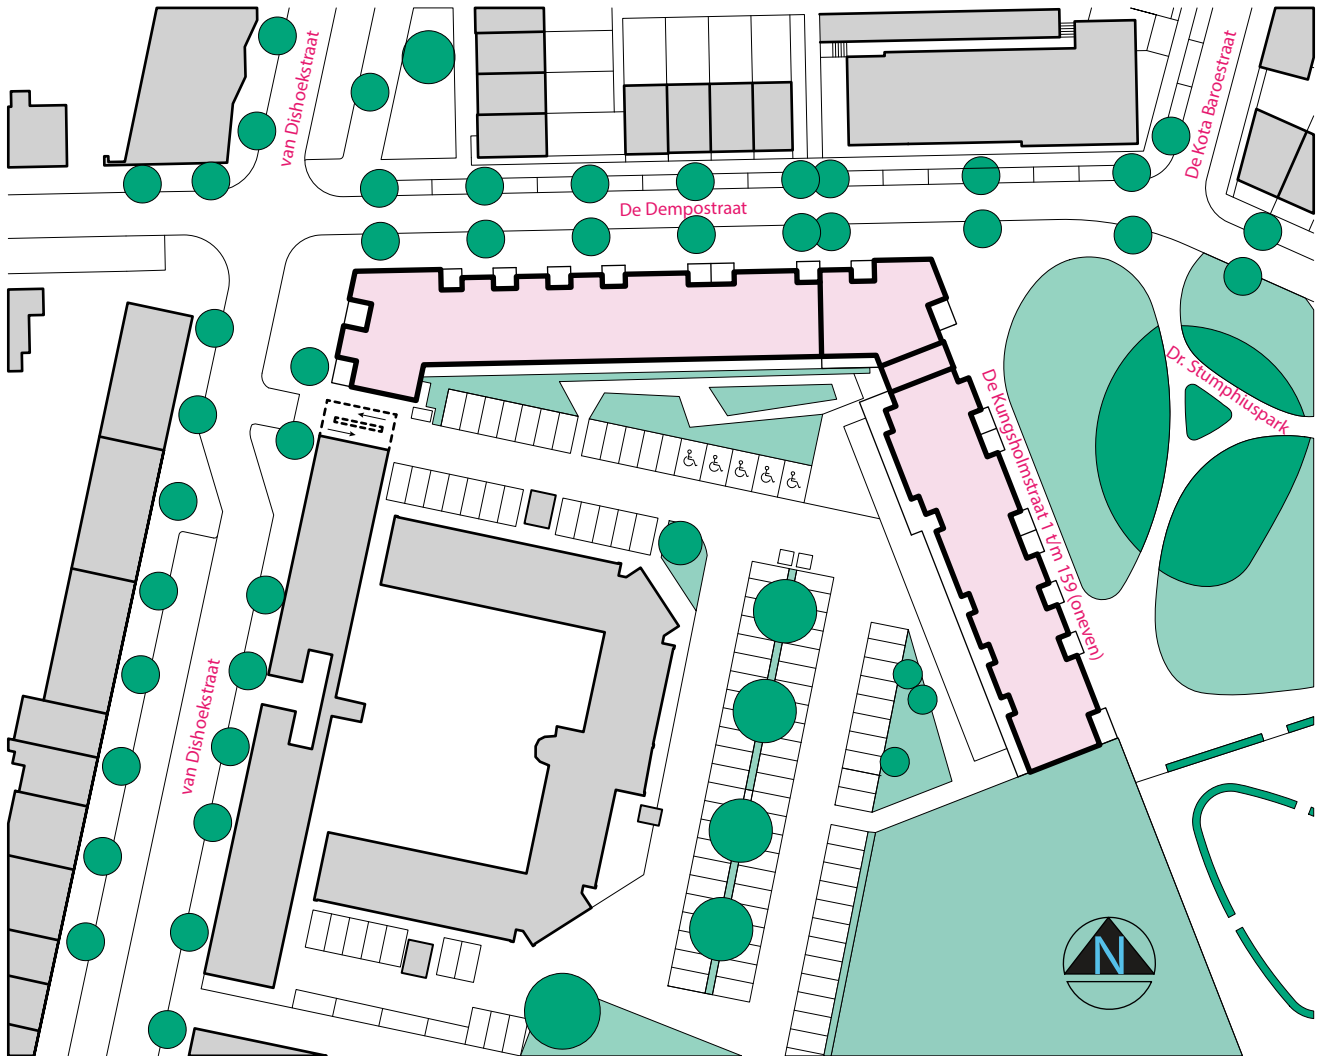 van Dishoekstraat
De Kota Baroestraat
De Dempostraat
Dr. Stumphiuspark
De Kungsholmstraat 1 t/m 159 (oneven)
van Dishoekstraat
N